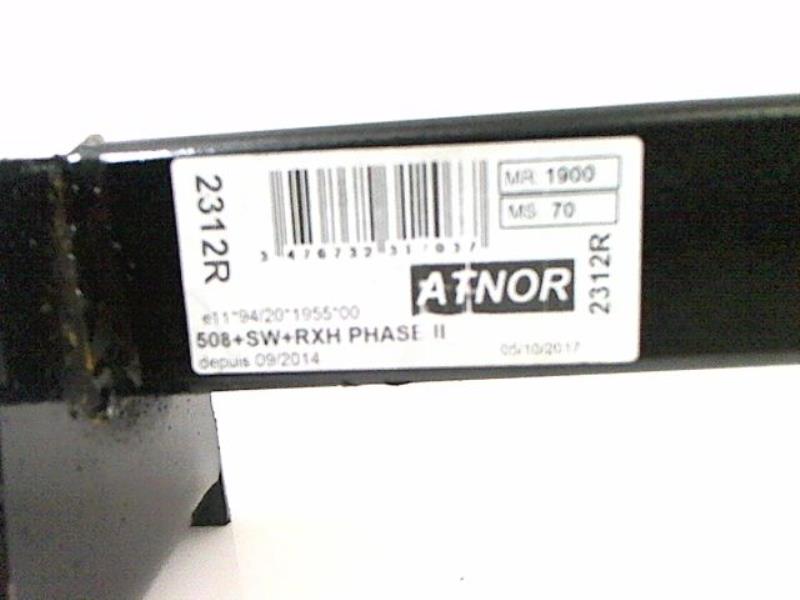 2312R
MR 1900
MS 70
ATNOR
2312R
e11*94/20*1955*00
508+SW+RXH PHASE II
depuis 09/2014
05/10/2017